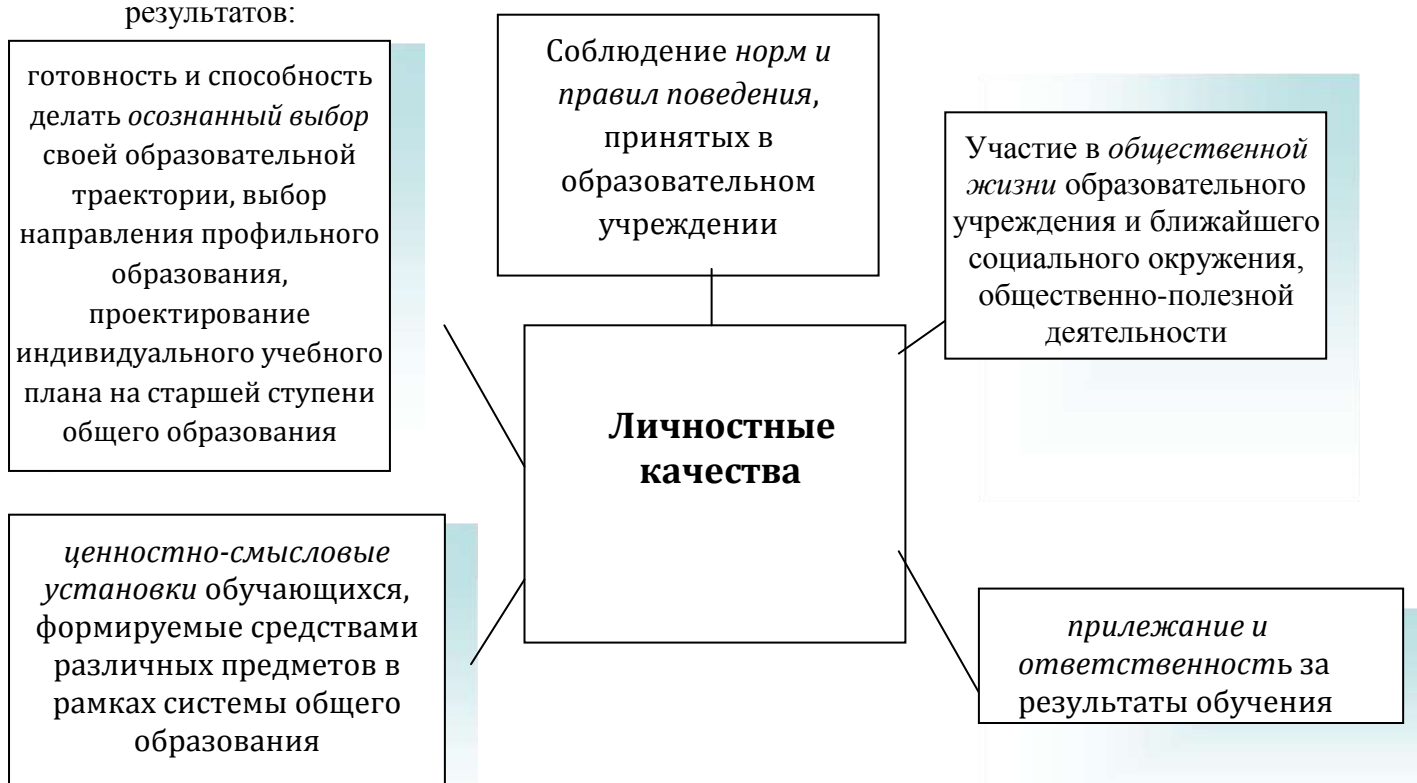 результатов:
готовность и способность
делать осознанный выбор
своей образовательной
траектории, выбор
направления профильного
образования,
проектирование
индивидуального учебного
плана на старшей ступени
общего образования
Соблюдение норм и
правил поведения,
принятых в
образовательном
учреждении
Участие в общественной
жизни образовательного
учреждения и ближайшего
социального окружения,
общественно-полезной
деятельности
Личностные
качества
ценностно-смысловые
установки обучающихся,
формируемые средствами
различных предметов в
рамках системы общего
образования
прилежание и
ответственность за
результаты обучения